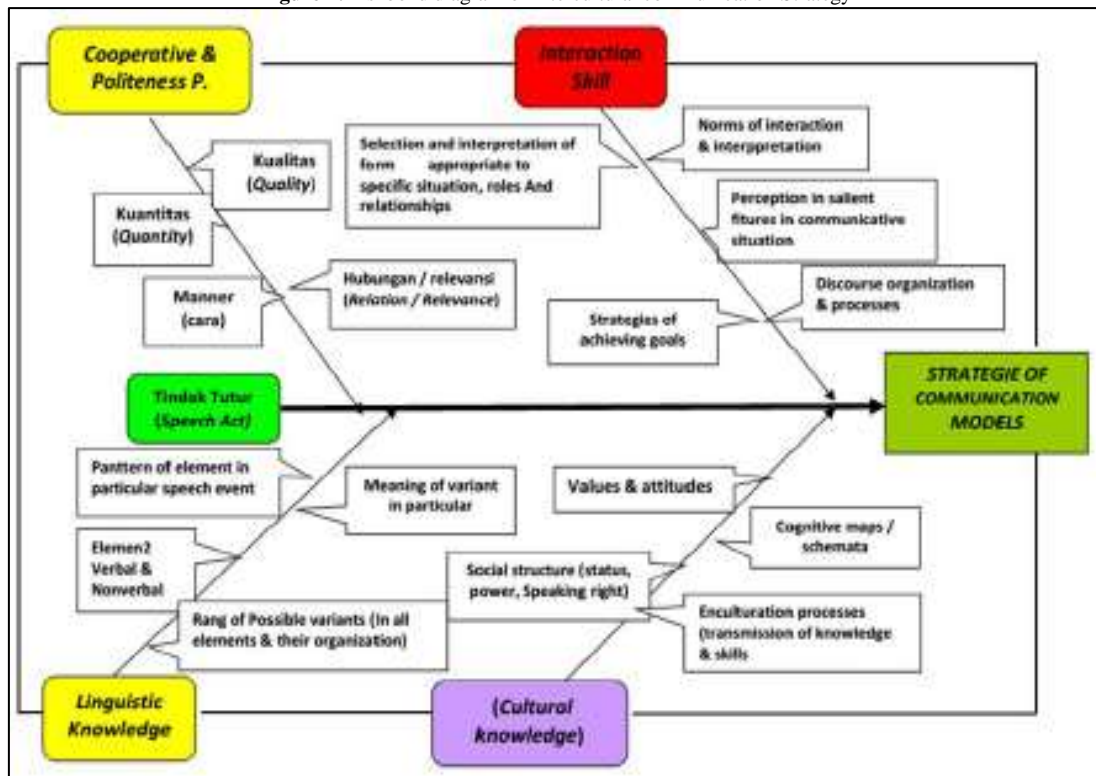 Cooperative &
Politeness P.
Interaction
Skill
Kualitas
(Quality)
Kuantitas
(Quantity)
Manner
(cara)
Hubungan / relevansi
(Relation / Relevance)
Selection and interpretation of
form appropriate to
specific situation, roles And
relationships
Norms of interaction
& interppretation
Perception in salient
fitures in communicative
situation
Discourse organization
& processes
Strategies of
achieving goals
Tindak Tutur
(Speech Act)
STRATEGIE OF
COMMUNICATION
MODELS
Panttern of element in
particular speech event
Meaning of variant
in particular
Elemen2
Verbal &
Nonverbal
Rang of Possible variants (In all
elements & their organization)
Values & attitudes
Cognitive maps /
schemata
Social structure (status,
power, Speaking right)
Enculturation processes
(transmission of knowledge
& skills
Linguistic
Knowledge
(Cultural
knowledge)